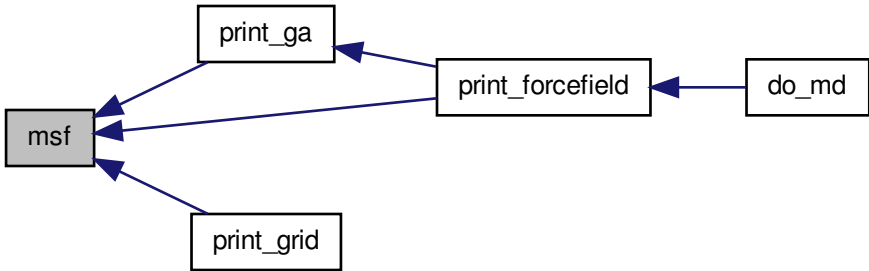 print_ga
print_forcefield
do_md
msf
print_grid